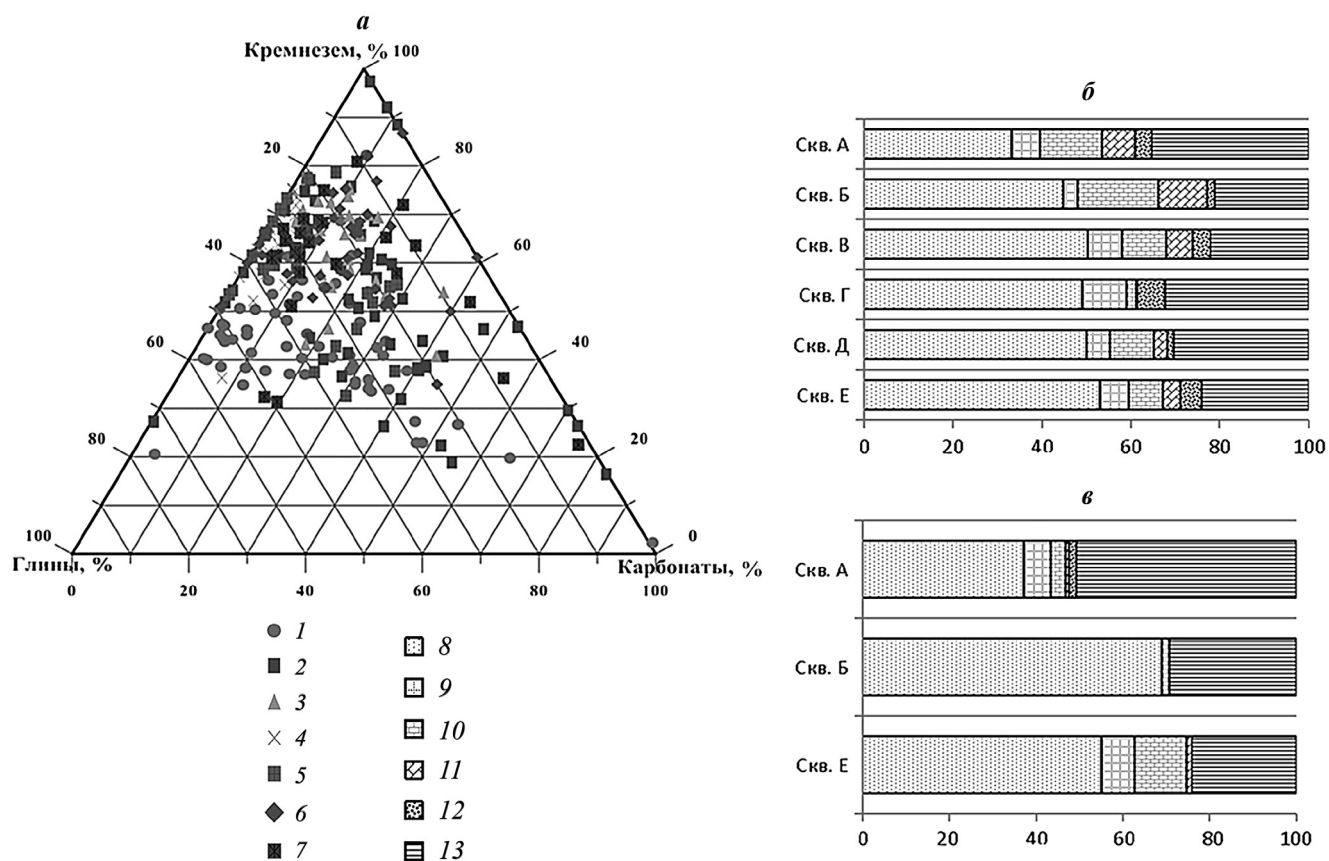 а
Кремнезем, % 100
20 80
40 60
60 40
80 20
100 0
Глины, % Карбонаты, %
0 20 40 60 80 100
1 8
2 9
3 10
4 11
5 12
6
7 13
б
Скв. А
Скв. Б
Скв. В
Скв. Г
Скв. Д
Скв. Е
0 20 40 60 80 100
в
Скв. А
Скв. Б
Скв. Е
0 20 40 60 80 100